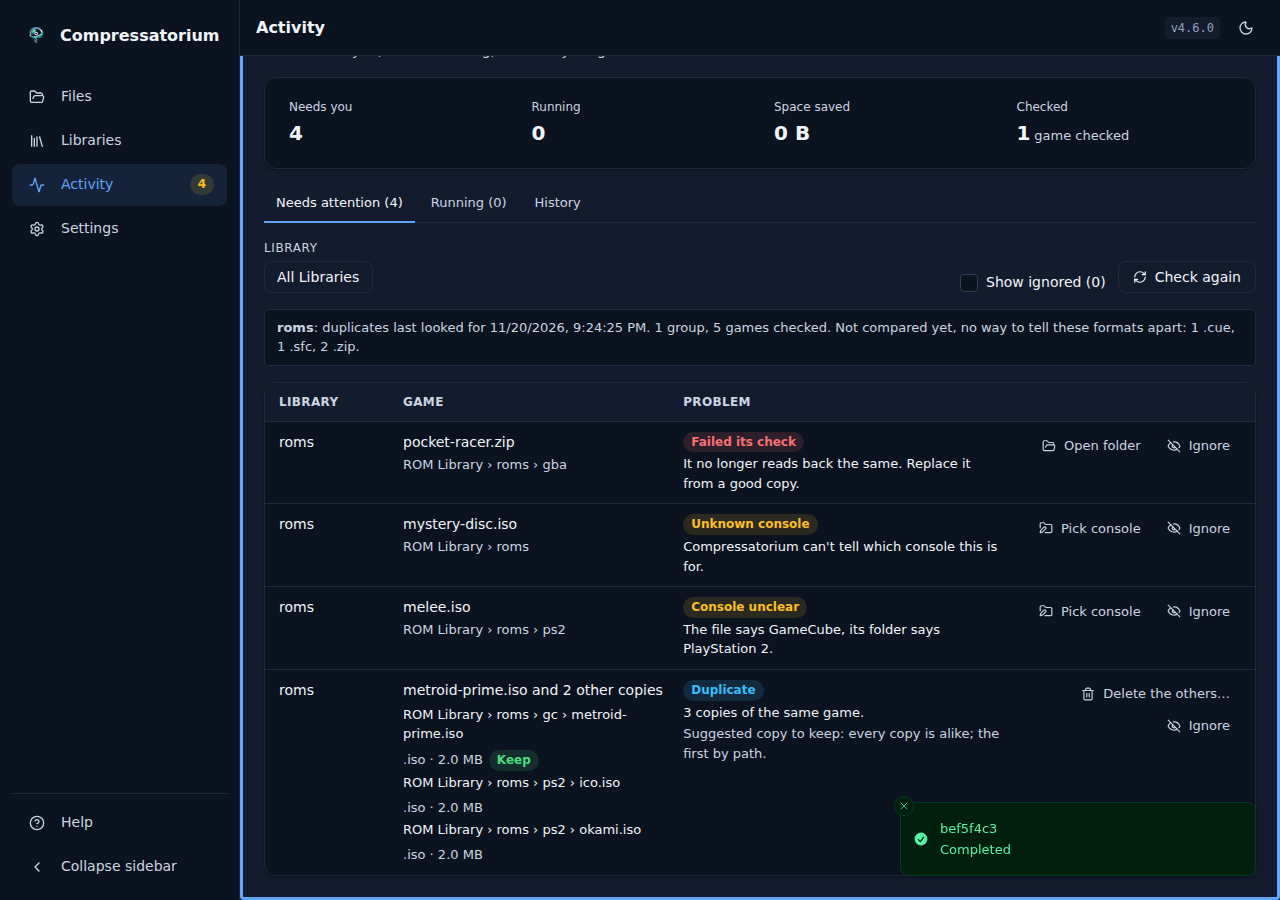 Compressatorium
Activity
v4.6.0
Files
Libraries
Activity
4
Settings
Help
Collapse sidebar
Needs you
4
Running
0
Space saved
0 B
Checked
1 game checked
Needs attention (4)
Running (0)
History
LIBRARY
All Libraries
Show ignored (0)
Check again
roms: duplicates last looked for 11/20/2026, 9:24:25 PM. 1 group, 5 games checked. Not compared yet, no way to tell these formats apart: 1 .cue,
1 .sfc, 2 .zip.
LIBRARY
GAME
PROBLEM
roms
pocket-racer.zip
ROM Library › roms › gba
Failed its check
It no longer reads back the same. Replace it
from a good copy.
Open folder
Ignore
roms
mystery-disc.iso
ROM Library › roms
Unknown console
Compressatorium can't tell which console this is
for.
Pick console
Ignore
roms
melee.iso
ROM Library › roms › ps2
Console unclear
The file says GameCube, its folder says
PlayStation 2.
Pick console
Ignore
roms
metroid-prime.iso and 2 other copies
ROM Library › roms › gc › metroid-
prime.iso
.iso · 2.0 MB Keep
ROM Library › roms › ps2 › ico.iso
.iso · 2.0 MB
ROM Library › roms › ps2 › okami.iso
.iso · 2.0 MB
Duplicate
3 copies of the same game.
Suggested copy to keep: every copy is alike; the
first by path.
Delete the others…
Ignore
bef5f4c3
Completed